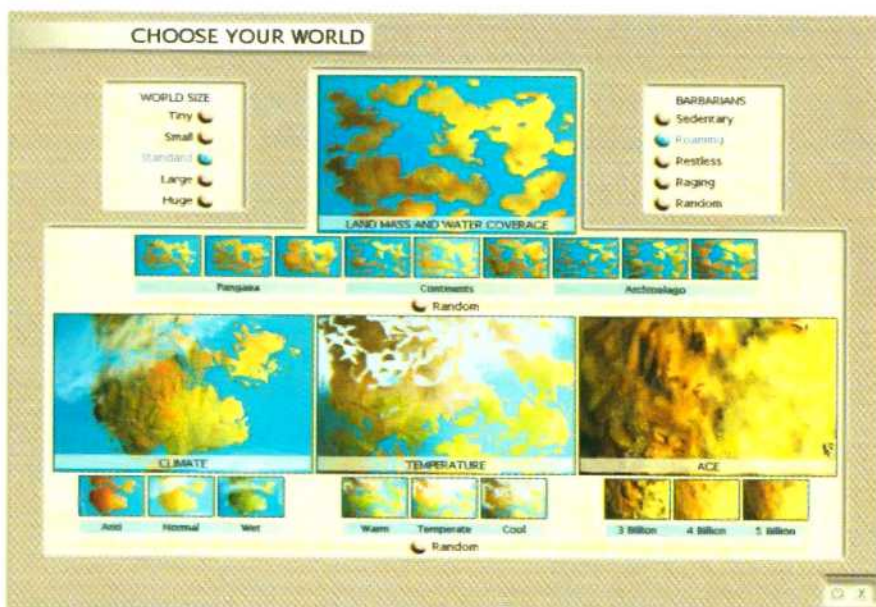 CHOOSE YOUR WORLD
WORLD SIZE
Tiny
Small
Standard
Large
Huge
BARBARIANS
Sedentary
Roaming
Restless
Raging
Random
LAND MASS AND WATER COVERAGE
Pangaea Continents Archipelago
Random
CLIMATE TEMPERATURE AGE
Arid Normal Wet Warm Temperate Cool 3 Billion 4 Billion 5 Billion
Random
X